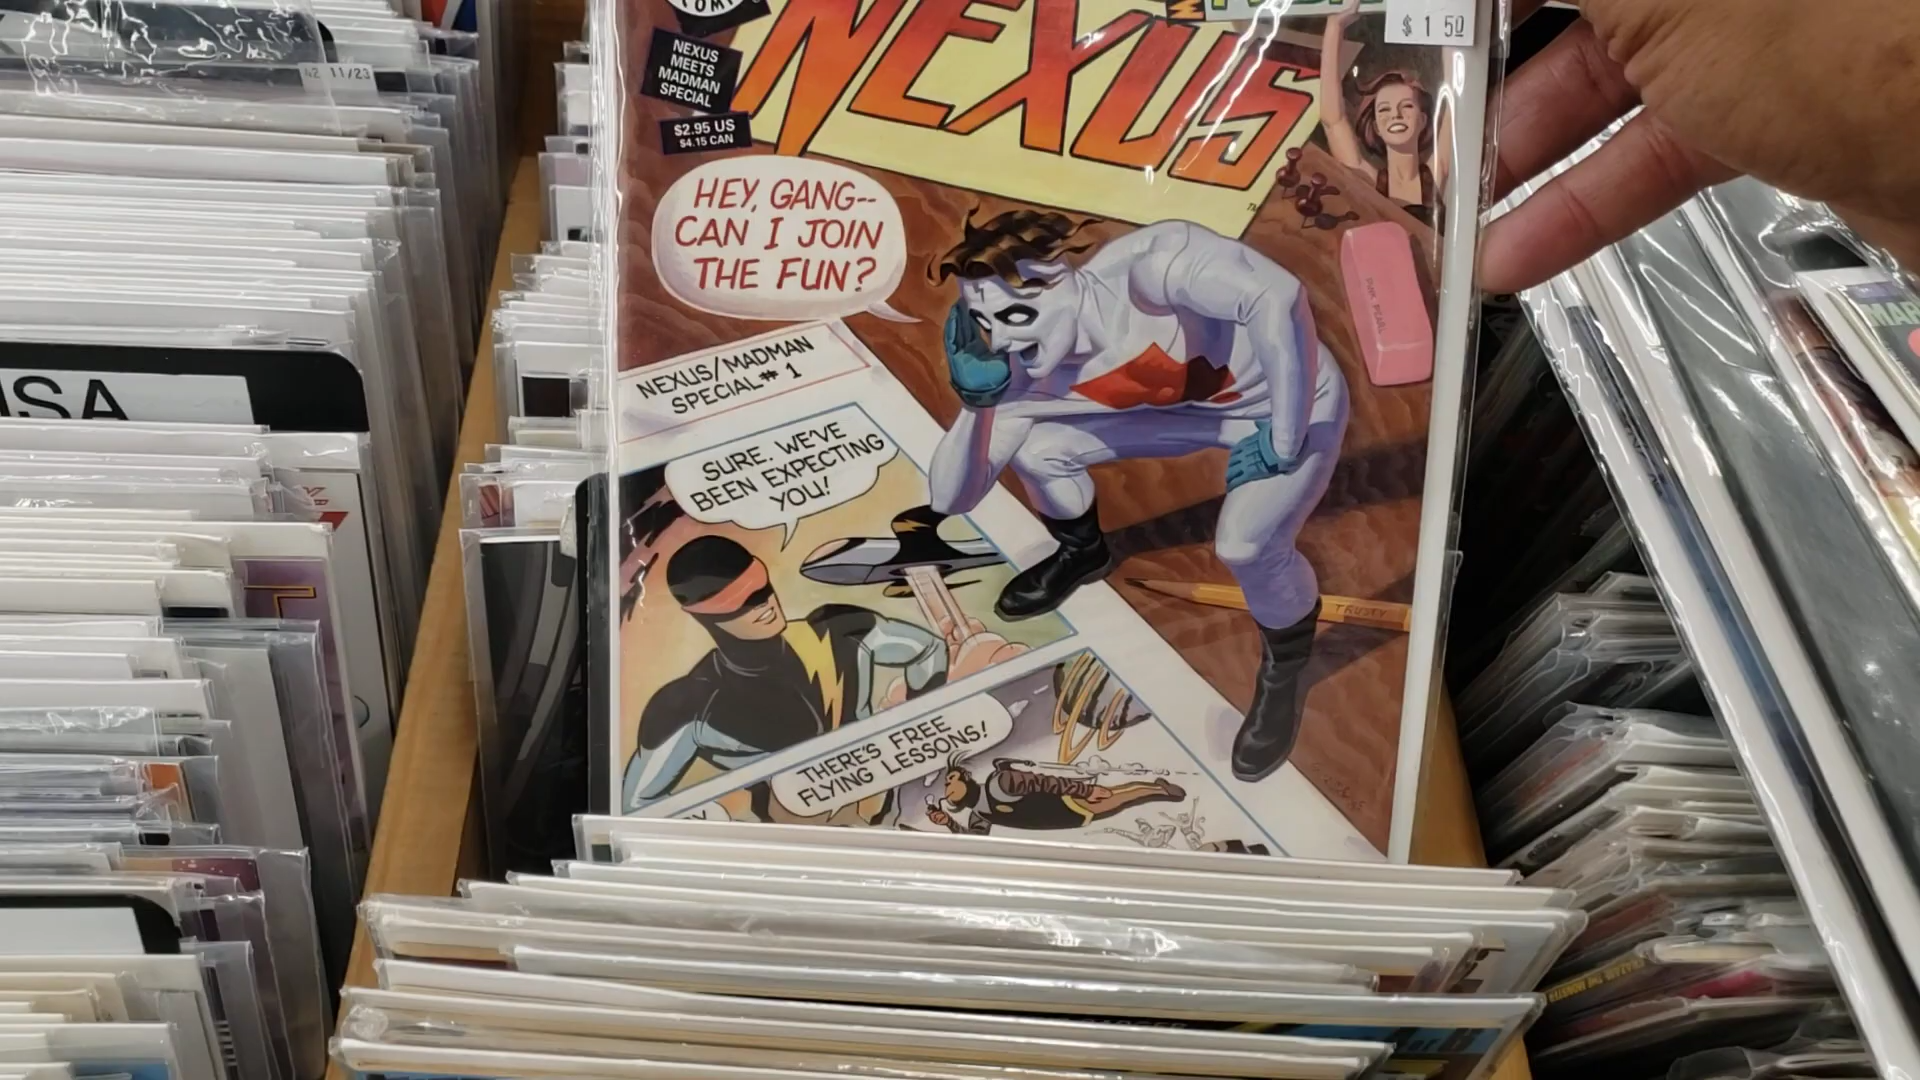 NEXUS
$ 1 50
NEXUS
MEETS
MADMAN
SPECIAL
$2.95 US
$4.15 CAN
42 11/23
HEY, GANG--
CAN I JOIN
THE FUN?
PINK PEARL
NEXUS/MADMAN
SPECIAL # 1
SURE. WE'VE
BEEN EXPECTING
YOU!
TRUSTY
THERE'S FREE
FLYING LESSONS!